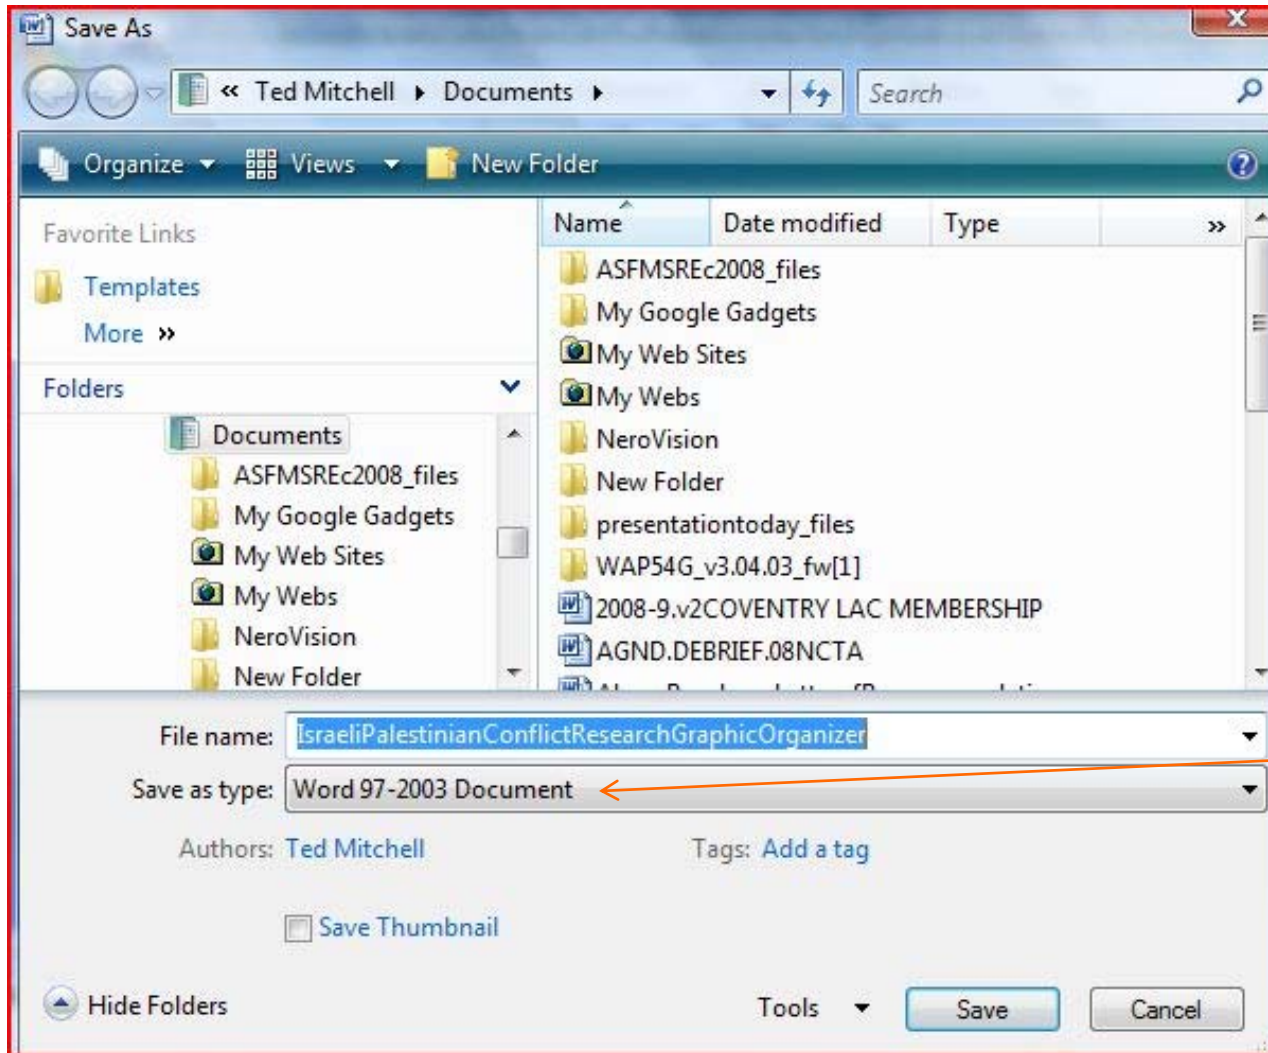 Save As
« Ted Mitchell Documents
Search
Organize Views New Folder
Favorite Links
Templates
More »
Folders
Documents
ASFMSREc2008_files
My Google Gadgets
My Web Sites
My Webs
NeroVision
New Folder
Name Date modified Type »
ASFMSREc2008_files
My Google Gadgets
My Web Sites
My Webs
NeroVision
New Folder
presentationtoday_files
WAP54G_v3.04.03_fw[1]
2008-9.v2COVENTRY LAC MEMBERSHIP
AGND.DEBRIEF.08NCTA
File name: IsraeliPalestinianConflictResearchGraphicOrganizer
Save as type: Word 97-2003 Document
Authors: Ted Mitchell Tags: Add a tag
Save Thumbnail
Hide Folders Tools Save Cancel